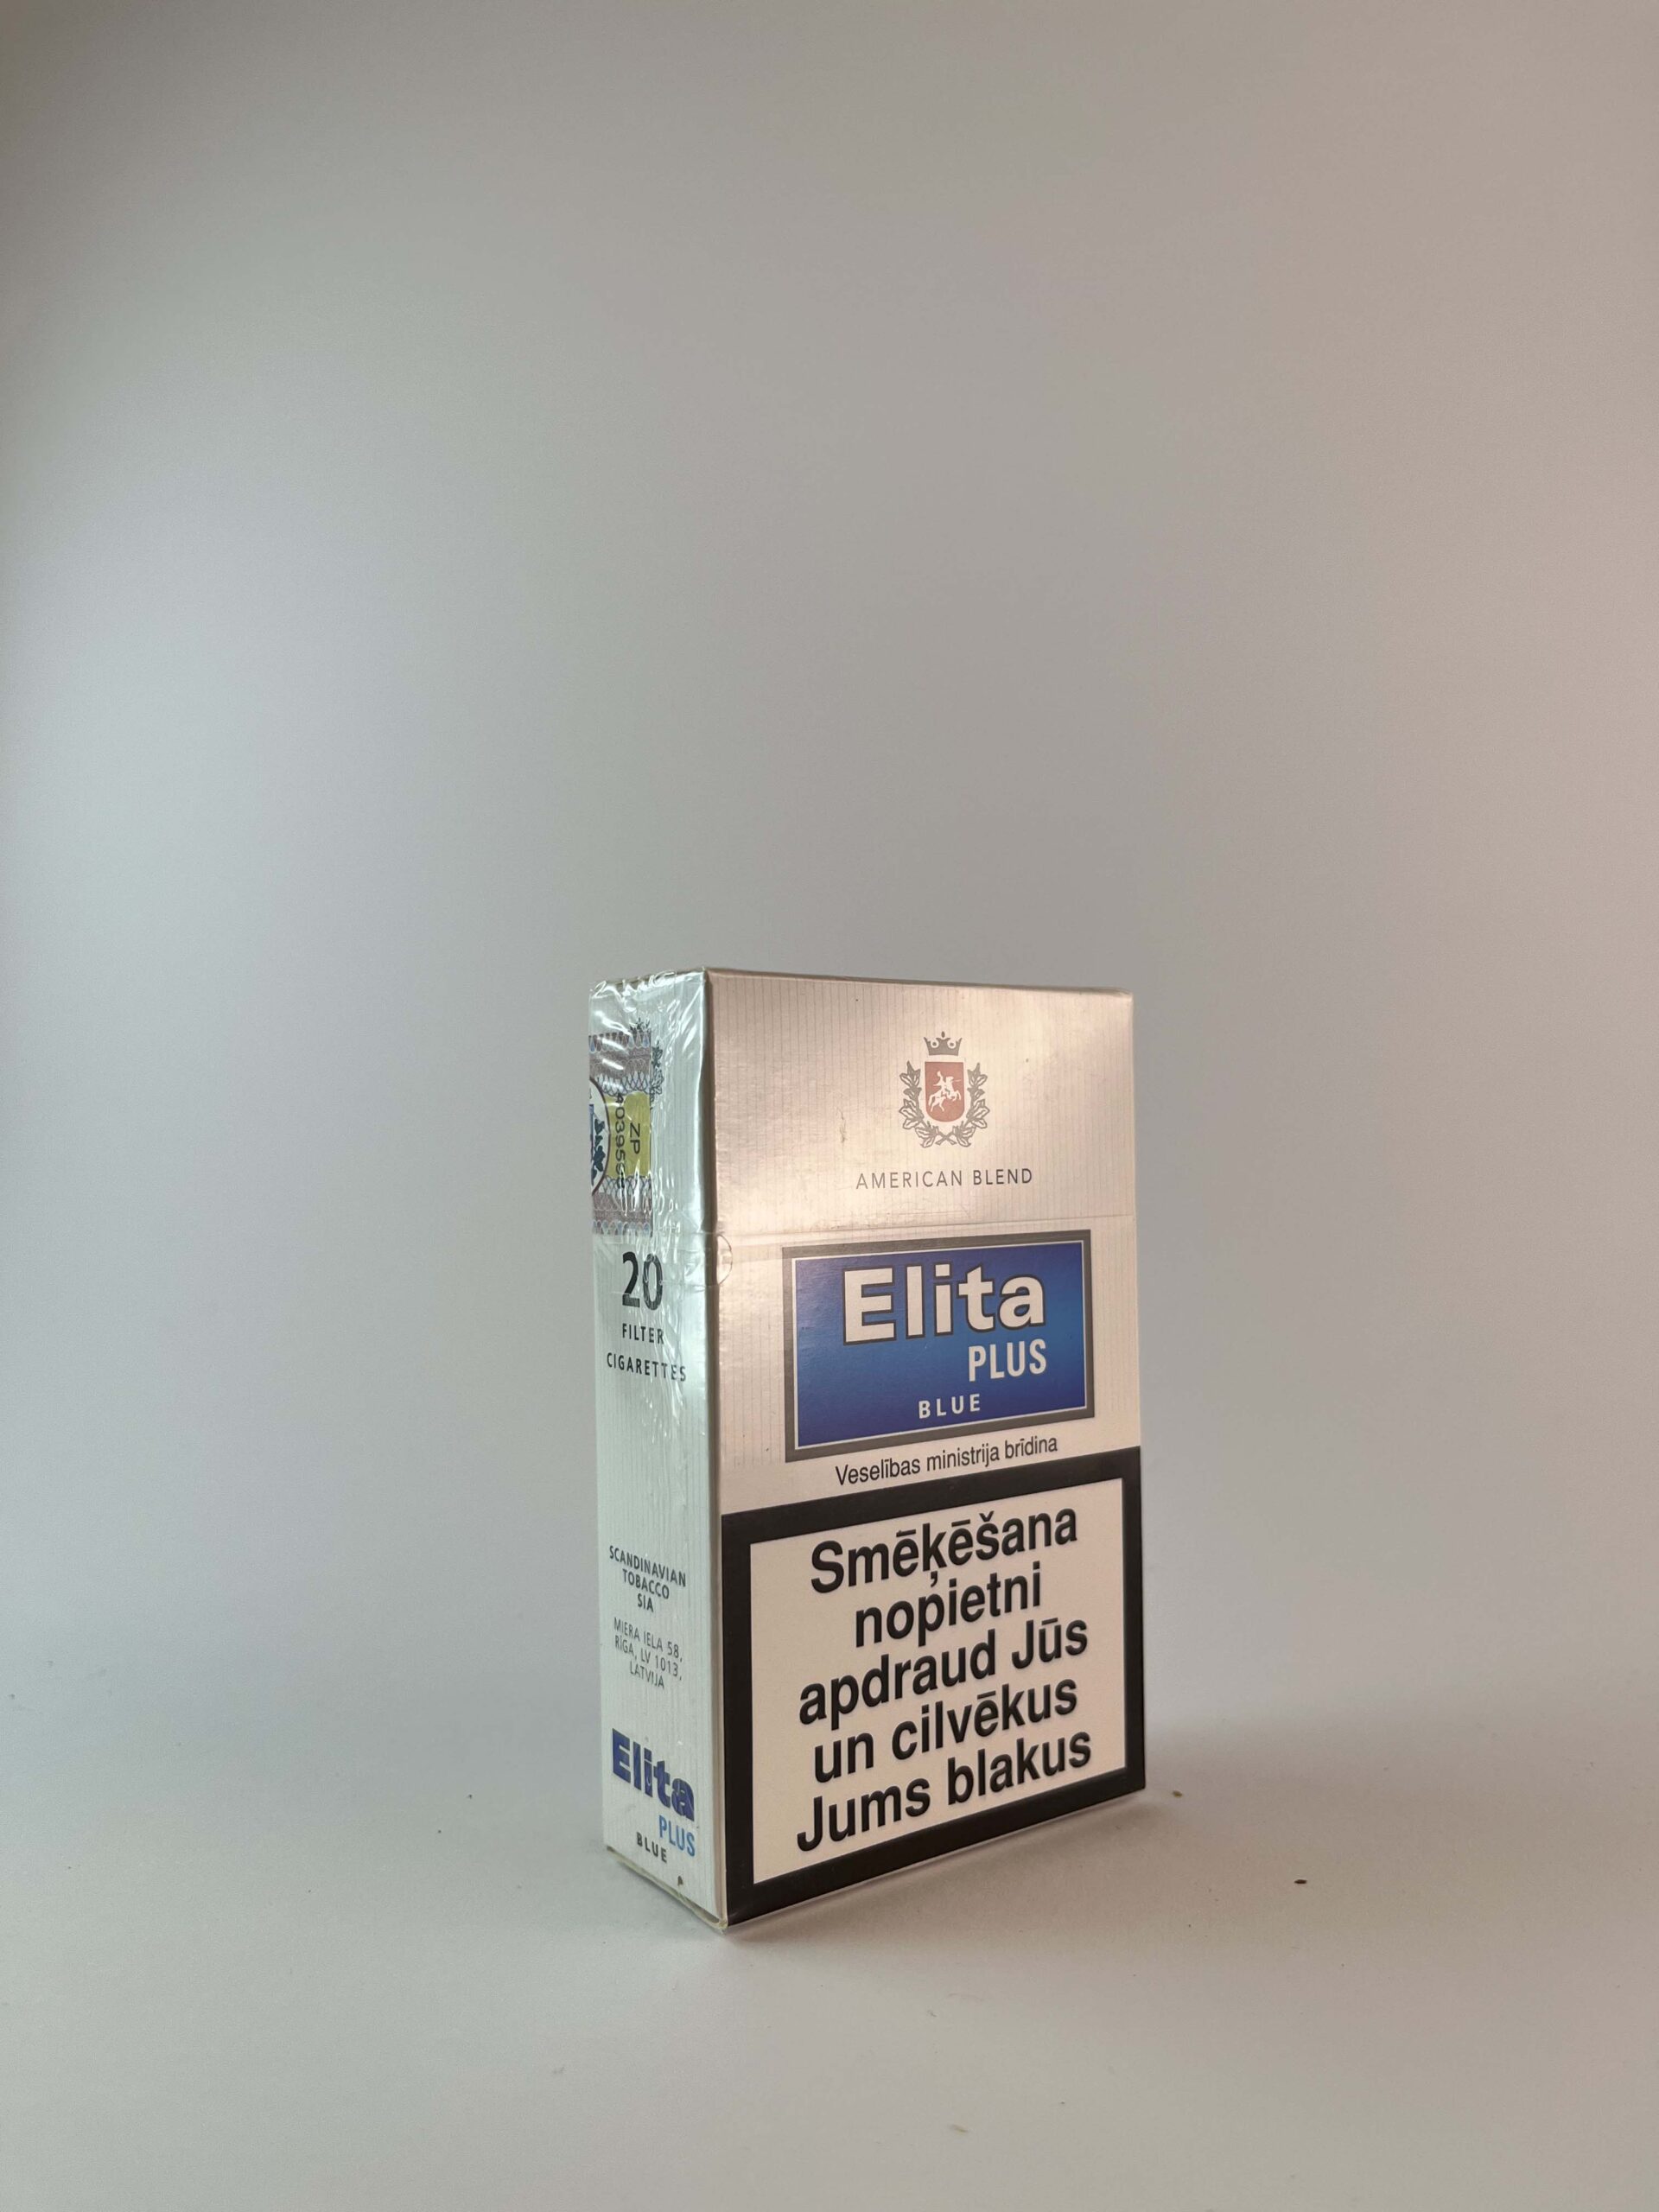 ZP
20
FILTER
CIGARETTES
SCANDINAVIAN
TOBACCO
SIA
MIERA IELA 58,
RĪGA, LV 1013,
LATVIJA
Elita
PLUS
BLUE
AMERICAN BLEND
Elita
PLUS
BLUE
Veselības ministrija brīdina
Smēķēšana
nopietni
apdraud Jūs
un cilvēkus
Jums blakus